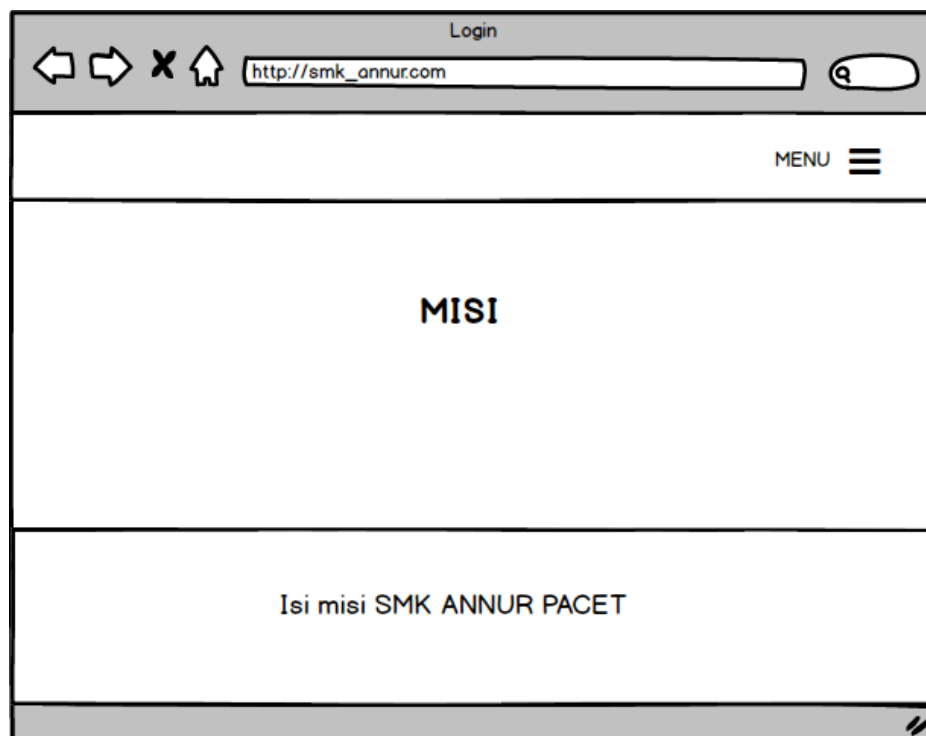 Login
http://smk_annur.com
MENU
MISI
Isi misi SMK ANNUR PACET